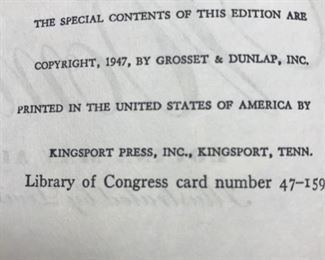 THE SPECIAL CONTENTS OF THIS EDITION ARE
COPYRIGHT, 1947, BY GROSSET & DUNLAP, INC.
PRINTED IN THE UNITED STATES OF AMERICA BY
KINGSPORT PRESS, INC., KINGSPORT, TENN.
Library of Congress card number 47-159